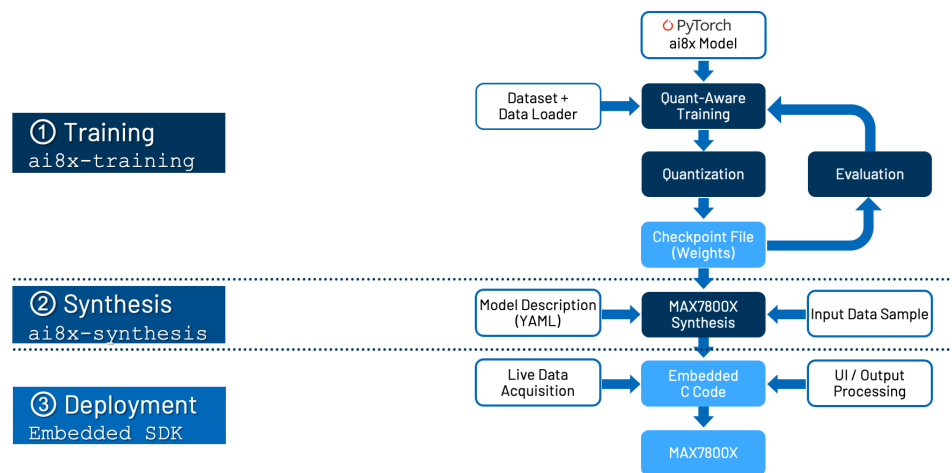 PyTorch
ai8x Model
Dataset +
Data Loader
Quant-Aware
Training
① Training
ai8x-training
Quantization
Evaluation
Checkpoint File
(Weights)
② Synthesis
ai8x-synthesis
Model Description
(YAML)
MAX7800X
Synthesis
Input Data Sample
Live Data
Acquisition
Embedded
C Code
UI / Output
Processing
③ Deployment
Embedded SDK
MAX7800X